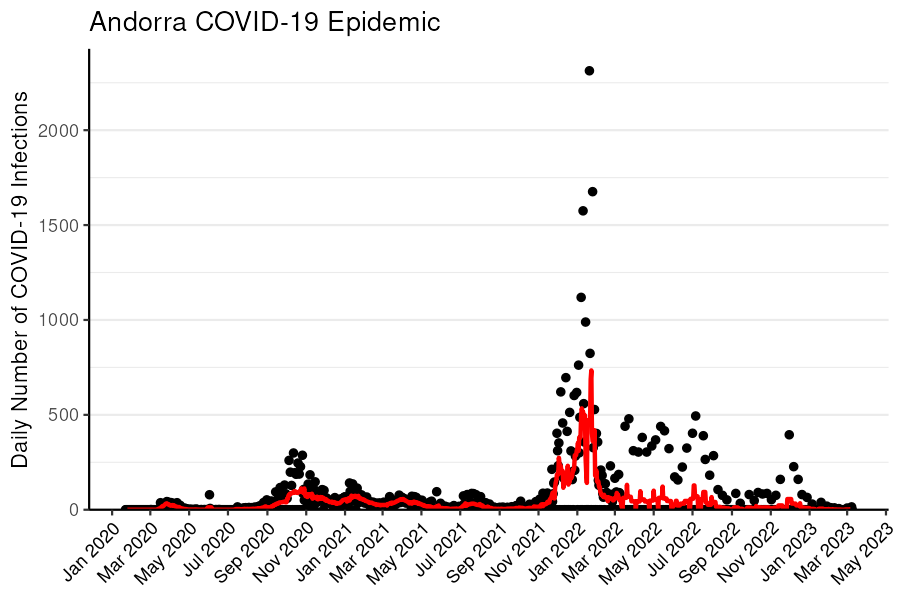 Andorra COVID-19 Epidemic
Daily Number of COVID-19 Infections
2000
1500
1000
500
0
Jan 2020
Mar 2020
May 2020
Jul 2020
Sep 2020
Nov 2020
Jan 2021
Mar 2021
May 2021
Jul 2021
Sep 2021
Nov 2021
Jan 2022
Mar 2022
May 2022
Jul 2022
Sep 2022
Nov 2022
Jan 2023
Mar 2023
May 2023